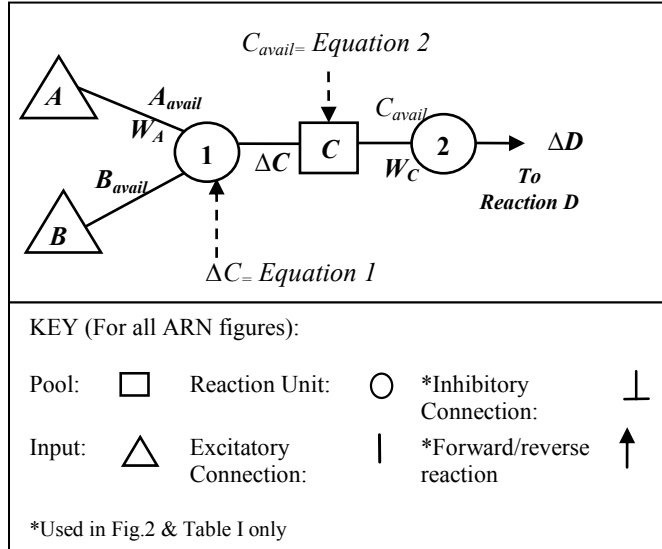 C_avail= Equation 2
A
A_avail
W_A
B_avail
B
1
ΔC
C
C_avail
W_C
2
ΔD
To
Reaction D
ΔC= Equation 1
KEY (For all ARN figures):
Pool: Reaction Unit: *Inhibitory
Connection:
Input: Excitatory *Forward/reverse
Connection: reaction
*Used in Fig.2 & Table I only